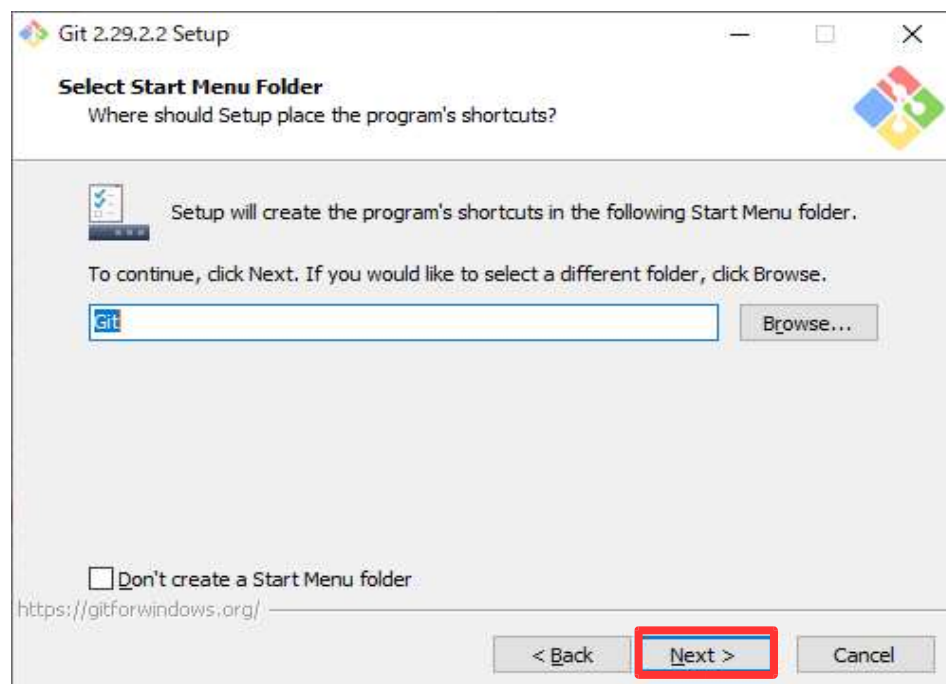 Git 2.29.2.2 Setup
Select Start Menu Folder
Where should Setup place the program's shortcuts?
Setup will create the program's shortcuts in the following Start Menu folder.
To continue, click Next. If you would like to select a different folder, click Browse.
Git
Browse...
Don't create a Start Menu folder
https://gitforwindows.org/
< Back
Next >
Cancel